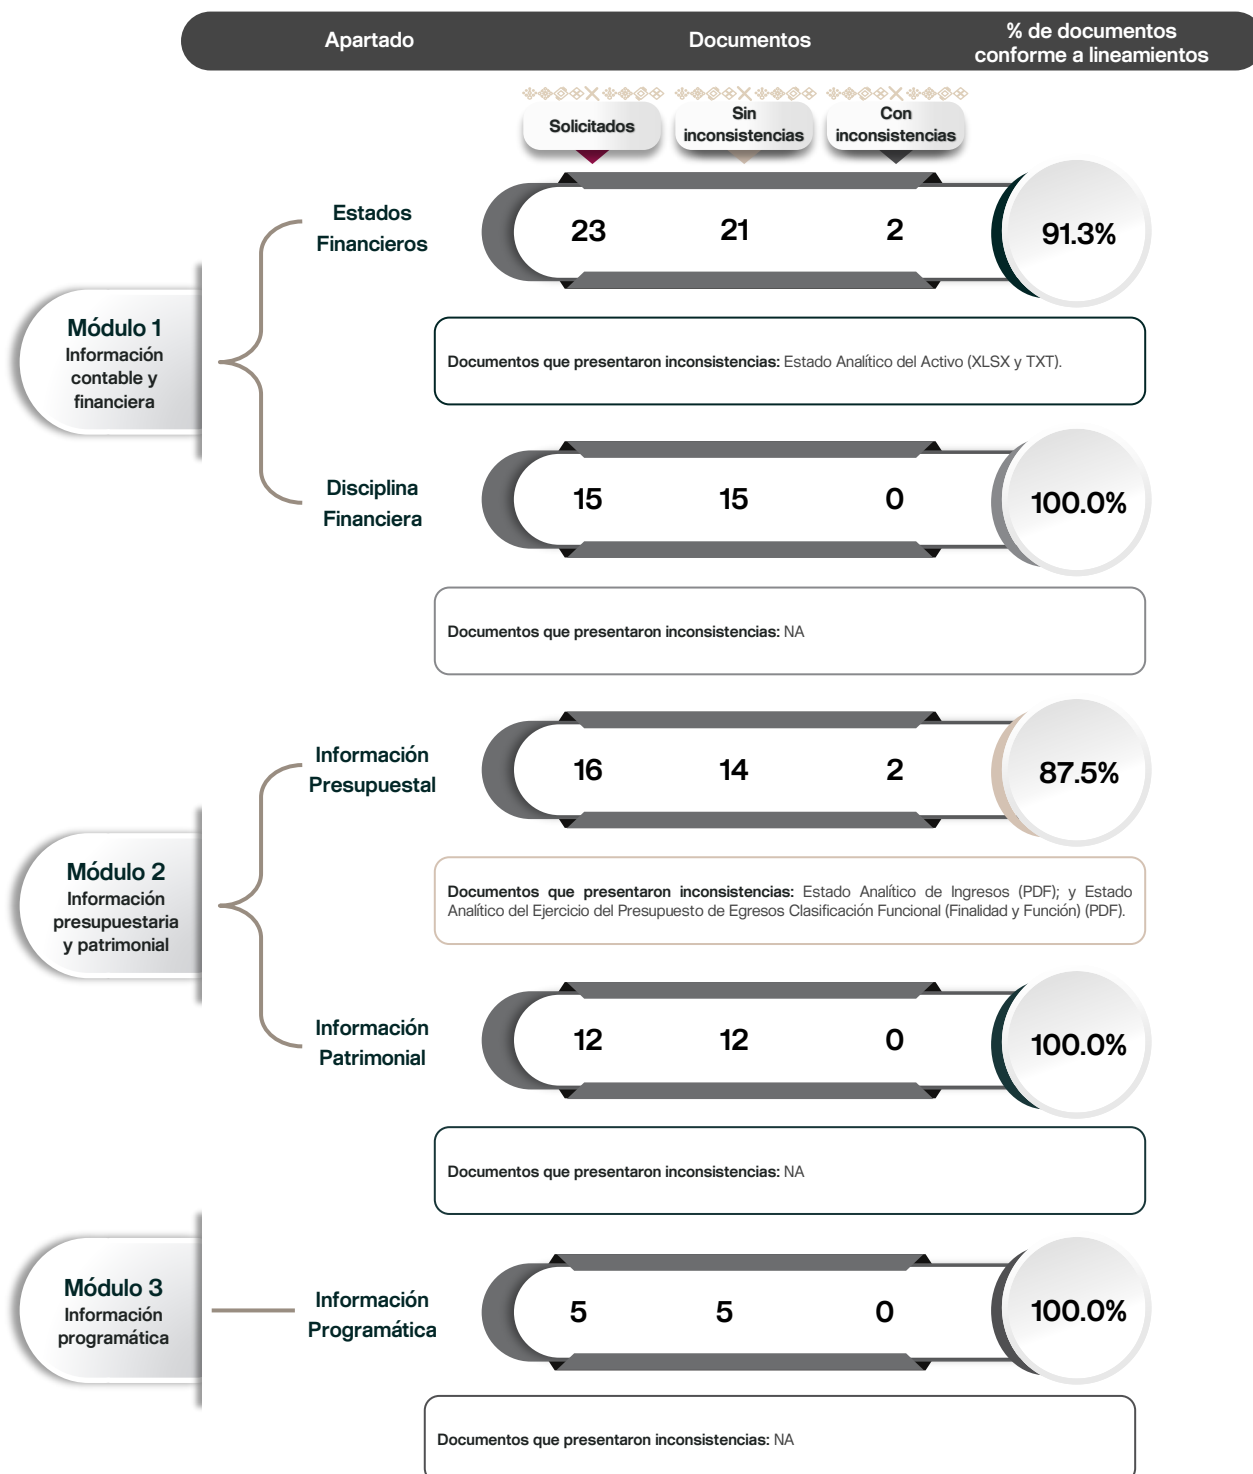 Apartado
Documentos
% de documentos
conforme a lineamientos
Solicitados
Sin
inconsistencias
Con
inconsistencias
Módulo 1
Información
contable y
financiera
Estados
Financieros
23 21 2 91.3%
Documentos que presentaron inconsistencias: Estado Analítico del Activo (XLSX y TXT).
Disciplina
Financiera
15 15 0 100.0%
Documentos que presentaron inconsistencias: NA
Módulo 2
Información
presupuestaria
y patrimonial
Información
Presupuestal
16 14 2 87.5%
Documentos que presentaron inconsistencias: Estado Analítico de Ingresos (PDF); y Estado
Analítico del Ejercicio del Presupuesto de Egresos Clasificación Funcional (Finalidad y Función) (PDF).
Información
Patrimonial
12 12 0 100.0%
Documentos que presentaron inconsistencias: NA
Módulo 3
Información
programática
Información
Programática
5 5 0 100.0%
Documentos que presentaron inconsistencias: NA